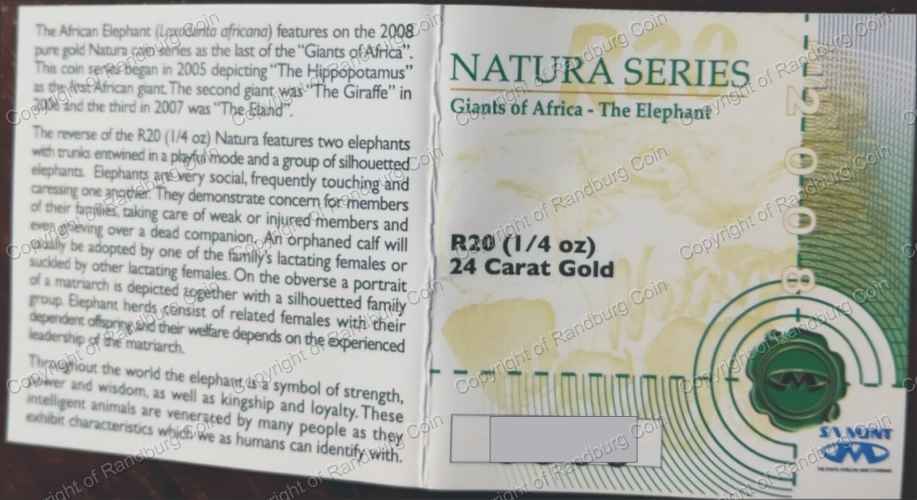 The African Elephant (Loxodonta africana) features on the 2008
pure gold Natura coin series as the last of the "Giants of Africa".
This coin series began in 2005 depicting "The Hippopotamus"
as the first African giant. The second giant was "The Giraffe" in
2006 and the third in 2007 was "The Eland".
The reverse of the R20 (1/4 oz) Natura features two elephants
with trunks entwined in a playful mode and a group of silhouetted
elephants. Elephants are very social, frequently touching and
caressing one another. They demonstrate concern for members
of their families, taking care of weak or injured members and
even grieving over a dead companion. An orphaned calf will
usually be adopted by one of the family's lactating females or
suckled by other lactating females. On the obverse a portrait
of a matriarch is depicted together with a silhouetted family
group. Elephant herds consist of related females with their
dependent offspring and their welfare depends on the experienced
leadership of the matriarch.
Throughout the world the elephant is a symbol of strength,
power and wisdom, as well as kingship and loyalty. These
intelligent animals are venerated by many people as they
exhibit characteristics which we as humans can identify with.
R20
NATURA SERIES
Giants of Africa - The Elephant
2008
R20 (1/4 oz)
24 Carat Gold
SA MINT
Copyright of Randburg Coin